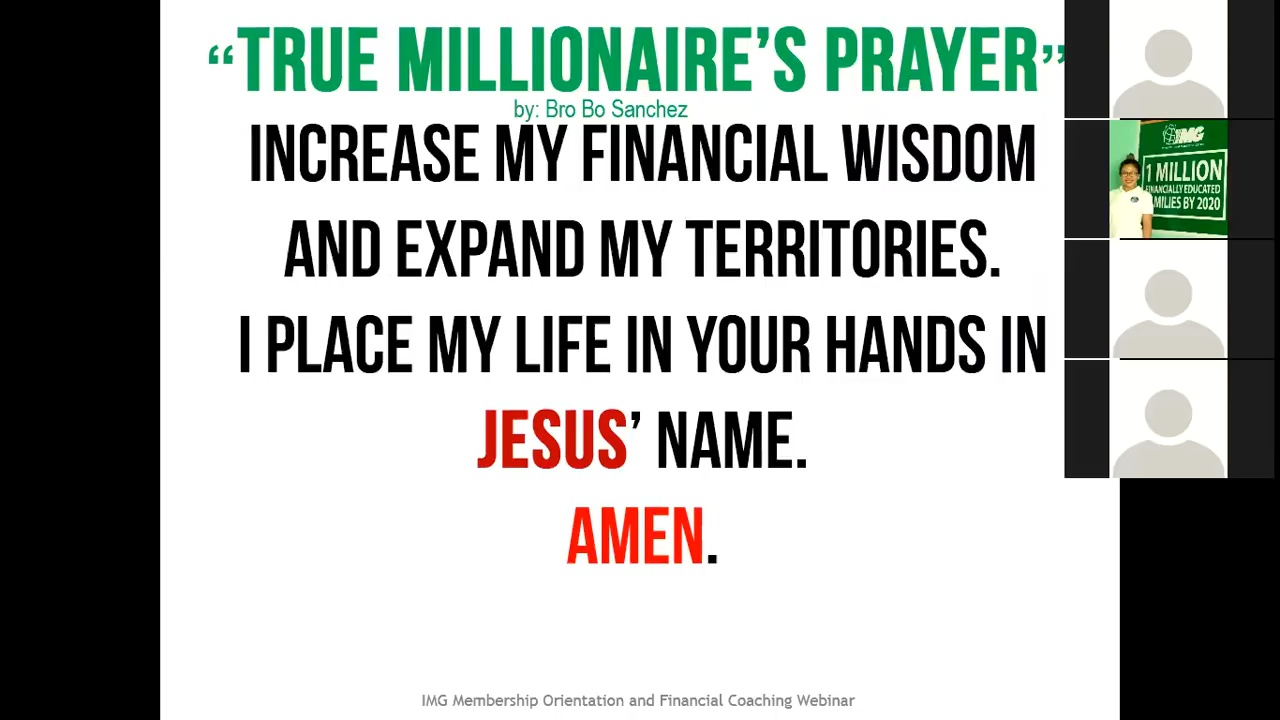 “TRUE MILLIONAIRE’S PRAYER”
by: Bro Bo Sanchez
INCREASE MY FINANCIAL WISDOM
AND EXPAND MY TERRITORIES.
I PLACE MY LIFE IN YOUR HANDS IN
JESUS’ NAME.
AMEN.
IMG Membership Orientation and Financial Coaching Webinar
IMG
1 MILLION
FINANCIALLY EDUCATED
BY 2020